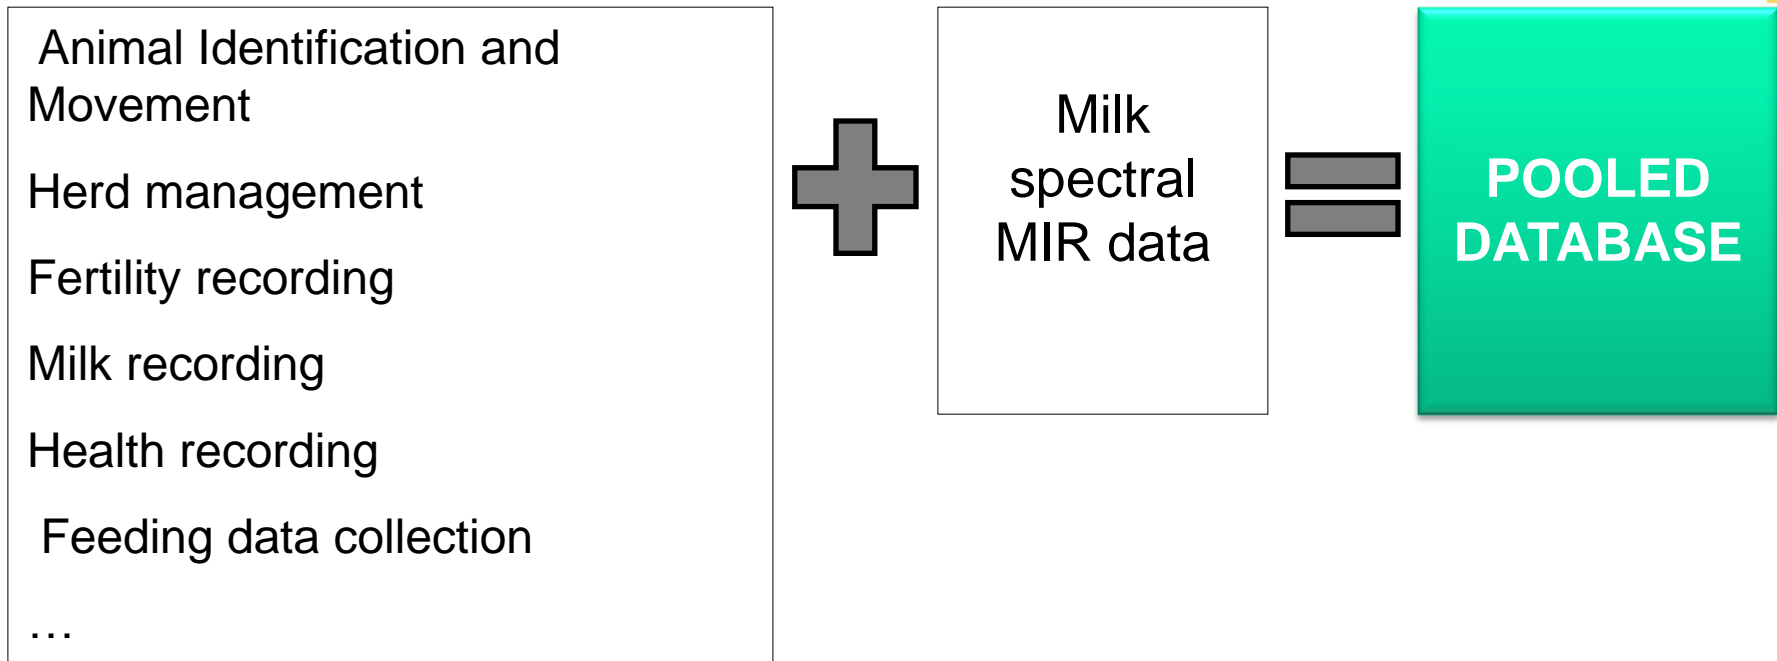 Animal Identification and
Movement
Herd management
Fertility recording
Milk recording
Health recording
Feeding data collection
…
Milk
spectral
MIR data
POOLED
DATABASE